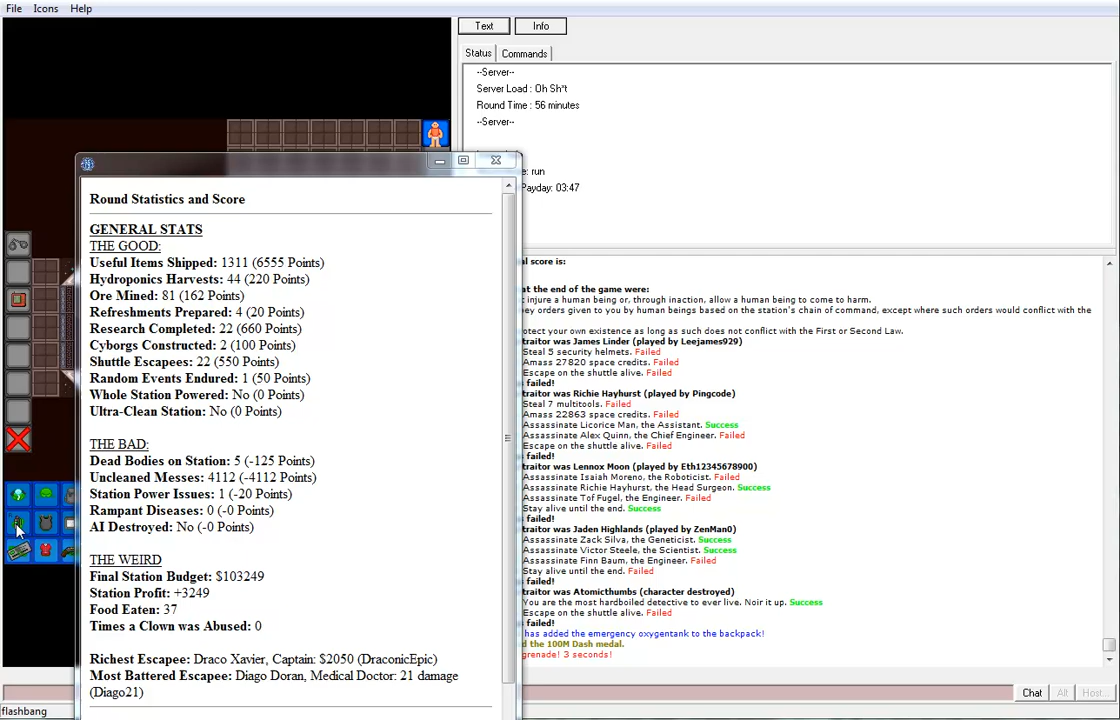 File Icons Help
Text Info
Status Commands
--Server--
Server Load : Oh Sh*t
Round Time : 56 minutes
--Server--
: run
Payday: 03:47
Round Statistics and Score
GENERAL STATS
THE GOOD:
Useful Items Shipped: 1311 (6555 Points)
Hydroponics Harvests: 44 (220 Points)
Ore Mined: 81 (162 Points)
Refreshments Prepared: 4 (20 Points)
Research Completed: 22 (660 Points)
Cyborgs Constructed: 2 (100 Points)
Shuttle Escapees: 22 (550 Points)
Random Events Endured: 1 (50 Points)
Whole Station Powered: No (0 Points)
Ultra-Clean Station: No (0 Points)
THE BAD:
Dead Bodies on Station: 5 (-125 Points)
Uncleaned Messes: 4112 (-4112 Points)
Station Power Issues: 1 (-20 Points)
Rampant Diseases: 0 (-0 Points)
AI Destroyed: No (-0 Points)
THE WEIRD
Final Station Budget: $103249
Station Profit: +3249
Food Eaten: 37
Times a Clown was Abused: 0
Richest Escapee: Draco Xavier, Captain: $2050 (DraconicEpic)
Most Battered Escapee: Diago Doran, Medical Doctor: 21 damage
(Diago21)
al score is:
at the end of the game were:
injure a human being or, through inaction, allow a human being to come to harm.
ey orders given to you by human beings based on the station's chain of command, except where such orders would conflict with the
otect your own existence as long as such does not conflict with the First or Second Law.
traitor was James Linder (played by Leejames929)
Steal 5 security helmets. Failed
Amass 27820 space credits. Failed
Escape on the shuttle alive. Failed
s failed!
traitor was Richie Hayhurst (played by Pingcode)
Steal 7 multitools. Failed
Amass 22863 space credits. Failed
Assassinate Licorice Man, the Assistant. Success
Assassinate Alex Quinn, the Chief Engineer. Failed
Escape on the shuttle alive. Failed
s failed!
traitor was Lennox Moon (played by Eth12345678900)
Assassinate Isaiah Moreno, the Roboticist. Failed
Assassinate Richie Hayhurst, the Head Surgeon. Success
Assassinate Tof Fugel, the Engineer. Failed
Stay alive until the end. Success
s failed!
traitor was Jaden Highlands (played by ZenMan0)
Assassinate Zack Silva, the Geneticist. Success
Assassinate Victor Steele, the Scientist. Success
Assassinate Finn Baum, the Engineer. Failed
Stay alive until the end. Failed
s failed!
traitor was Atomicthumbs (character destroyed)
You are the most hardboiled detective to ever live. Noir it up. Success
Escape on the shuttle alive. Failed
s failed!
has added the emergency oxygentank to the backpack!
d the 100M Dash medal.
grenade! 3 seconds!
Chat Alt Host...
flashbang